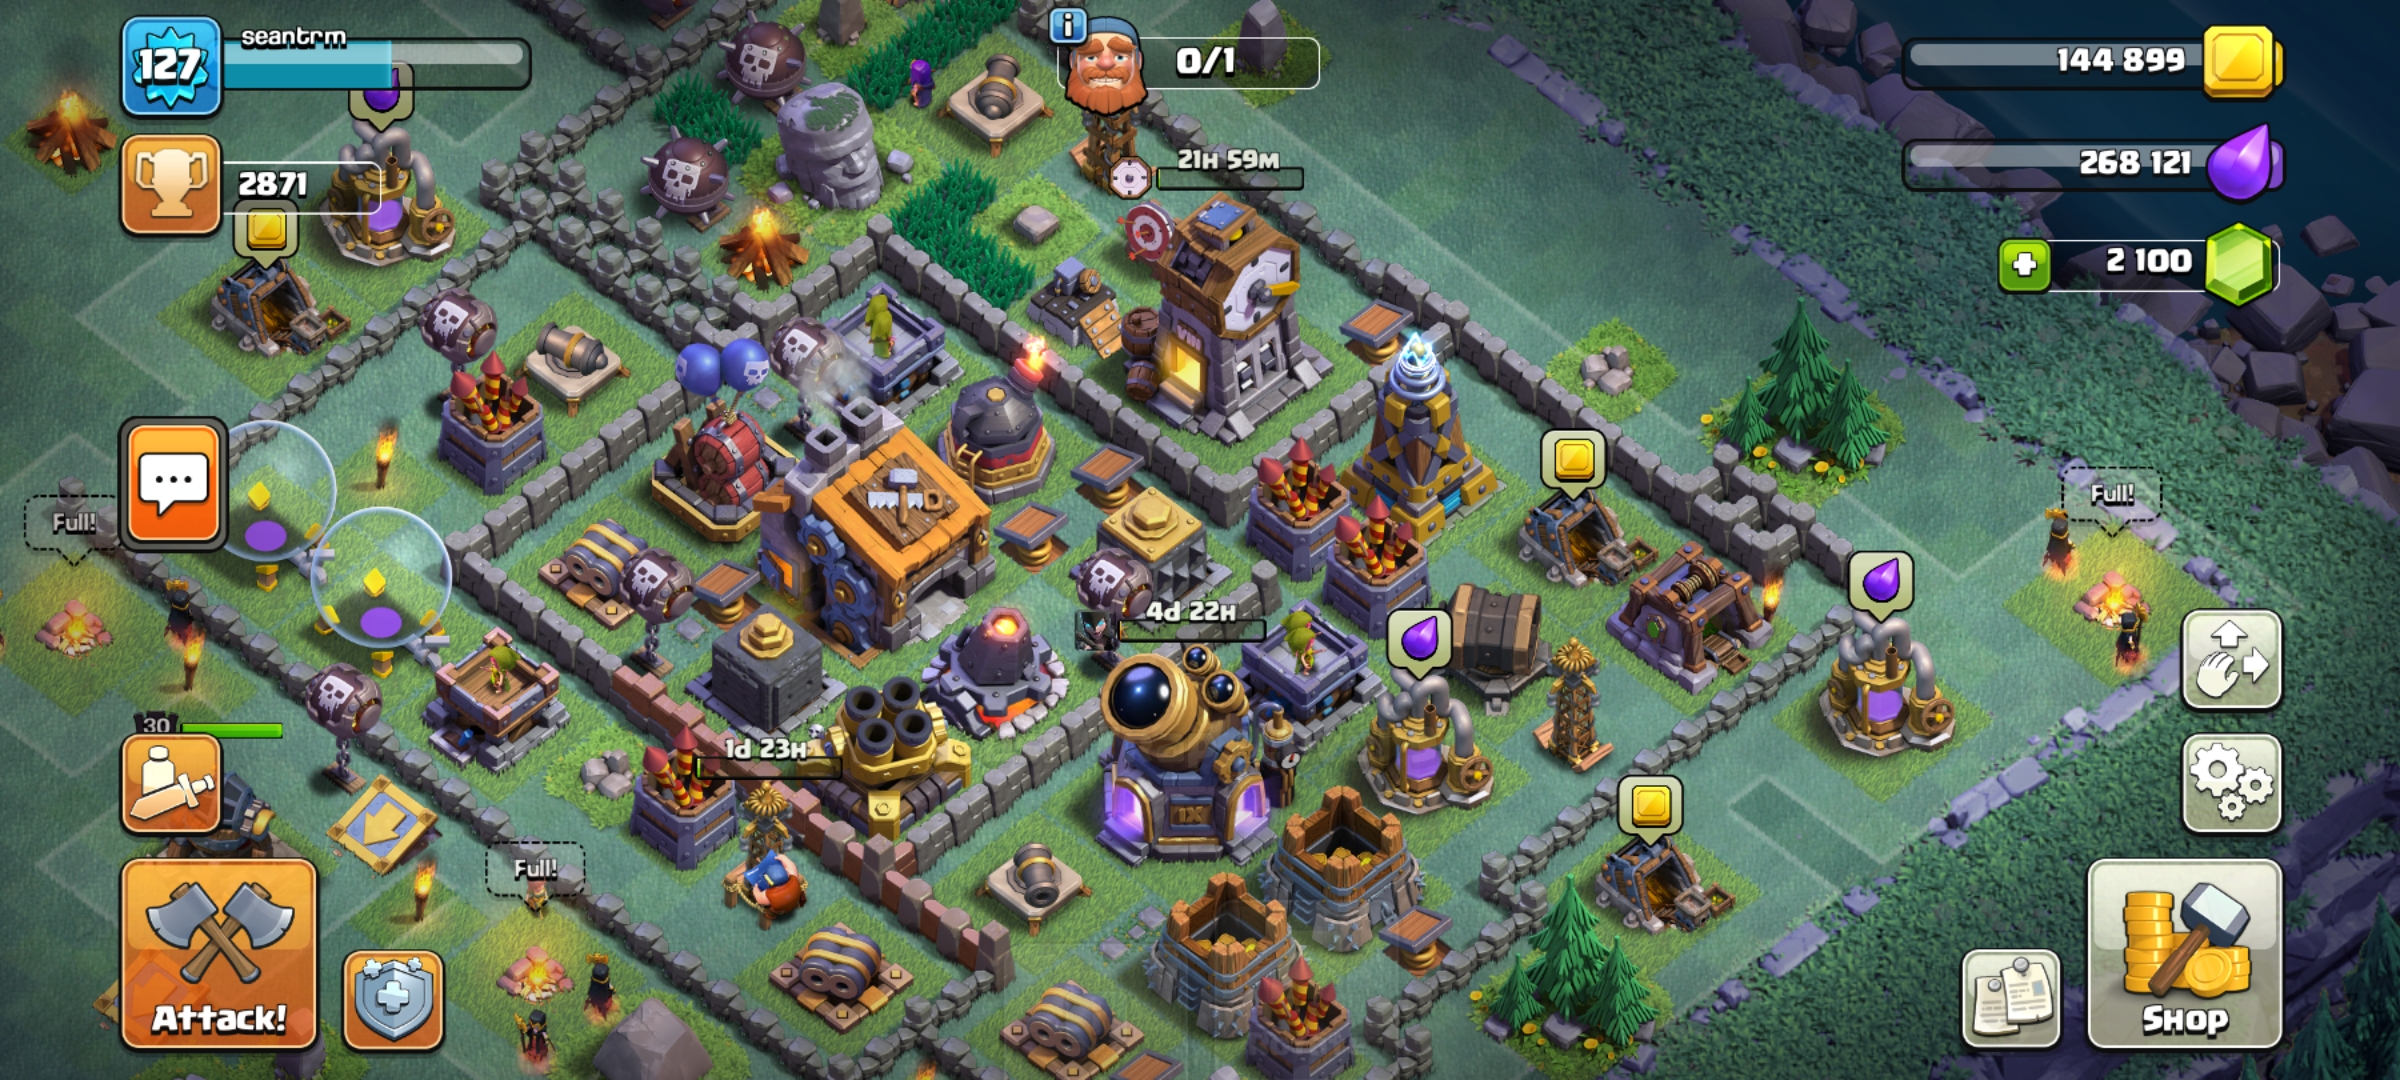 127
seantrm
i
0/1
144 899
2871
21H 59M
268 121
2 100
Full!
Full!
4d 22H
30
1d 23H
Full!
Attack!
Shop